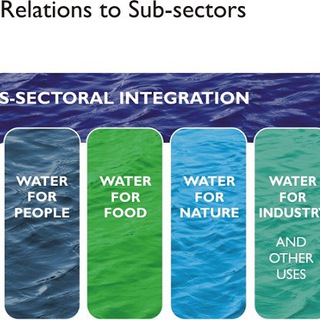 Relations to Sub-sectors
S-SECTORAL INTEGRATION
WATER
FOR
PEOPLE
WATER
FOR
FOOD
WATER
FOR
NATURE
WATER
FOR
INDUSTRY
AND
OTHER
USES